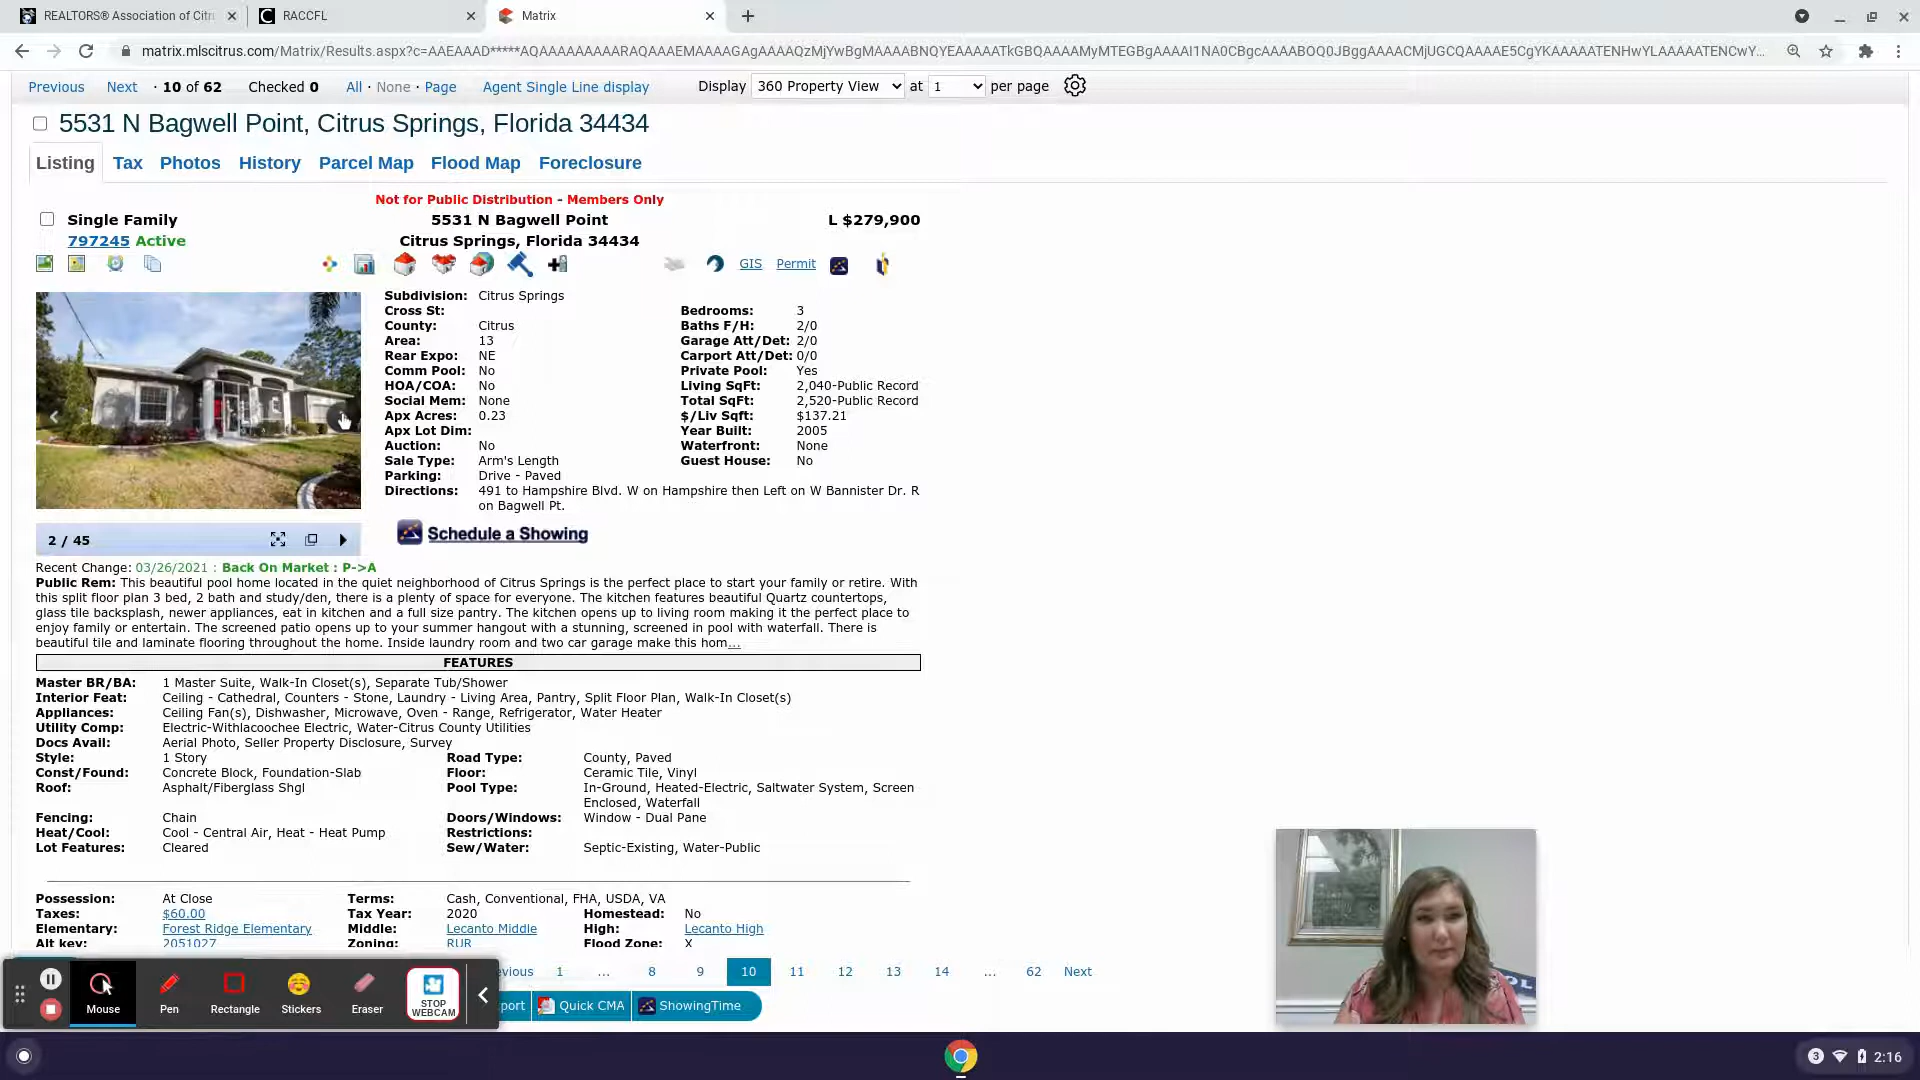 REALTORS® Association of Citr
RACCFL
Matrix
matrix.mlscitrus.com/Matrix/Results.aspx?c=AAEAAAD*****AQAAAAAAAAARAQAAAEMAAAAGAgAAAAQzMjYwBgMAAAABNQYEAAAAATkGBQAAAAMyMTEGBgAAAAI1NA0CBgcAAAABOQ0JBggAAAACMjUGCQAAAAE5CgYKAAAAATENHwYLAAAAATENCwY...
Previous Next · 10 of 62 Checked 0 All · None · Page Agent Single Line display Display 360 Property View at 1 per page
5531 N Bagwell Point, Citrus Springs, Florida 34434
Listing Tax Photos History Parcel Map Flood Map Foreclosure
Not for Public Distribution - Members Only
Single Family 5531 N Bagwell Point L $279,900
797245 Active Citrus Springs, Florida 34434
GIS Permit
Subdivision: Citrus Springs
Cross St: Bedrooms: 3
County: Citrus Baths F/H: 2/0
Area: 13 Garage Att/Det: 2/0
Rear Expo: NE Carport Att/Det: 0/0
Comm Pool: No Private Pool: Yes
HOA/COA: No Living SqFt: 2,040-Public Record
Social Mem: None Total SqFt: 2,520-Public Record
Apx Acres: 0.23 $/Liv Sqft: $137.21
Apx Lot Dim: Year Built: 2005
Auction: No Waterfront: None
Sale Type: Arm's Length Guest House: No
Parking: Drive - Paved
Directions: 491 to Hampshire Blvd. W on Hampshire then Left on W Bannister Dr. R
on Bagwell Pt.
2 / 45
Schedule a Showing
Recent Change: 03/26/2021 : Back On Market : P->A
Public Rem: This beautiful pool home located in the quiet neighborhood of Citrus Springs is the perfect place to start your family or retire. With
this split floor plan 3 bed, 2 bath and study/den, there is a plenty of space for everyone. The kitchen features beautiful Quartz countertops,
glass tile backsplash, newer appliances, eat in kitchen and a full size pantry. The kitchen opens up to living room making it the perfect place to
enjoy family or entertain. The screened patio opens up to your summer hangout with a stunning, screened in pool with waterfall. There is
beautiful tile and laminate flooring throughout the home. Inside laundry room and two car garage make this hom...
FEATURES
Master BR/BA: 1 Master Suite, Walk-In Closet(s), Separate Tub/Shower
Interior Feat: Ceiling - Cathedral, Counters - Stone, Laundry - Living Area, Pantry, Split Floor Plan, Walk-In Closet(s)
Appliances: Ceiling Fan(s), Dishwasher, Microwave, Oven - Range, Refrigerator, Water Heater
Utility Comp: Electric-Withlacoochee Electric, Water-Citrus County Utilities
Docs Avail: Aerial Photo, Seller Property Disclosure, Survey
Style: 1 Story Road Type: County, Paved
Const/Found: Concrete Block, Foundation-Slab Floor: Ceramic Tile, Vinyl
Roof: Asphalt/Fiberglass Shgl Pool Type: In-Ground, Heated-Electric, Saltwater System, Screen
Enclosed, Waterfall
Fencing: Chain Doors/Windows: Window - Dual Pane
Heat/Cool: Cool - Central Air, Heat - Heat Pump Restrictions:
Lot Features: Cleared Sew/Water: Septic-Existing, Water-Public
Possession: At Close Terms: Cash, Conventional, FHA, USDA, VA
Taxes: $60.00 Tax Year: 2020 Homestead: No
Elementary: Forest Ridge Elementary Middle: Lecanto Middle High: Lecanto High
Alt key: 2051027 Zoning: RUR Flood Zone: X
evious 1 ... 8 9 10 11 12 13 14 ... 62 Next
Mouse Pen Rectangle Stickers Eraser STOP
WEBCAM
port Quick CMA ShowingTime
OL
3 2:16